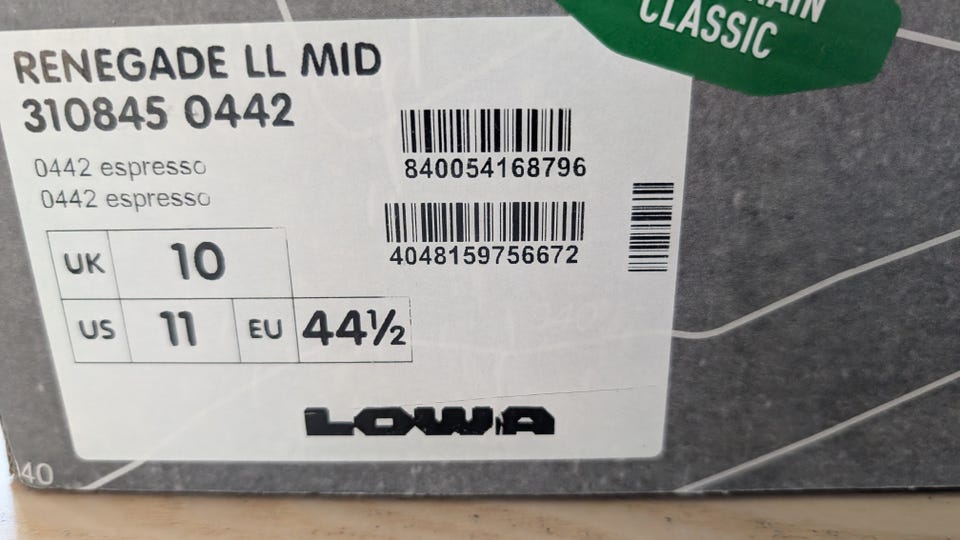 RENEGADE LL MID
310845 0442
0442 espresso
0442 espresso
840054168796
4048159756672
UK 10
US 11 EU 44½
LOWA
CLASSIC
40